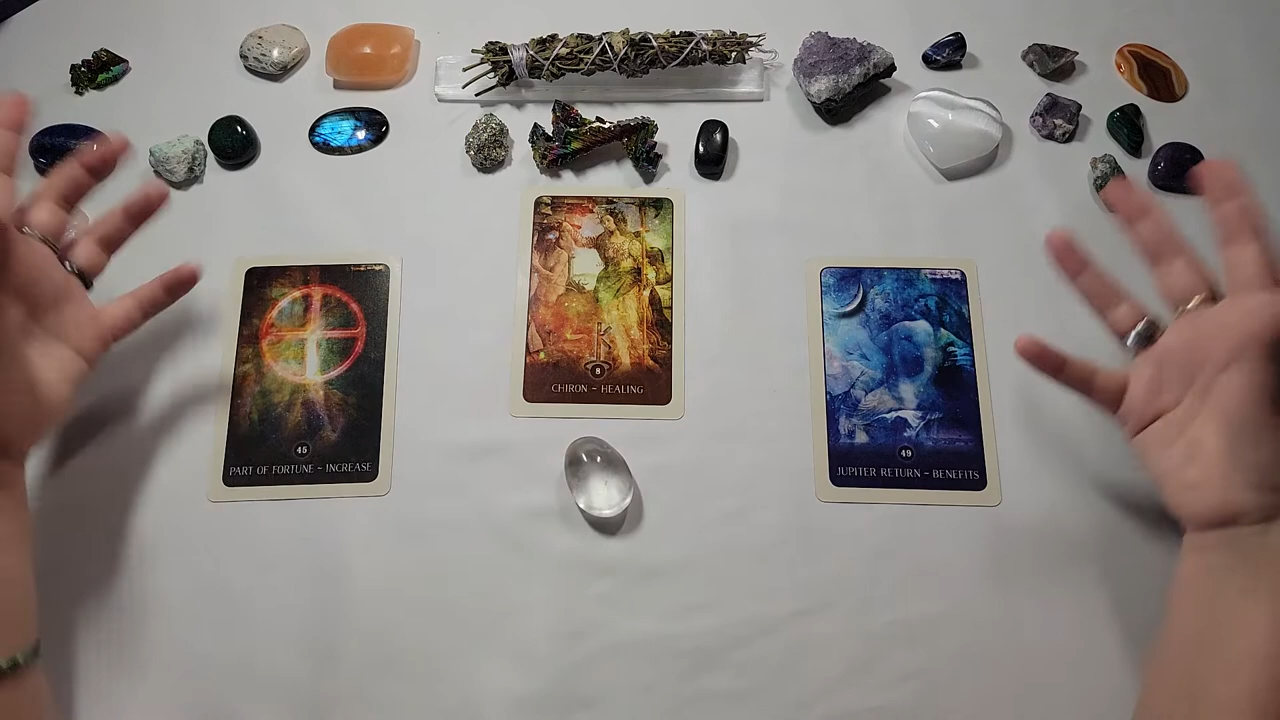 45
PART OF FORTUNE ~ INCREASE
8
CHIRON ~ HEALING
49
JUPITER RETURN ~ BENEFITS